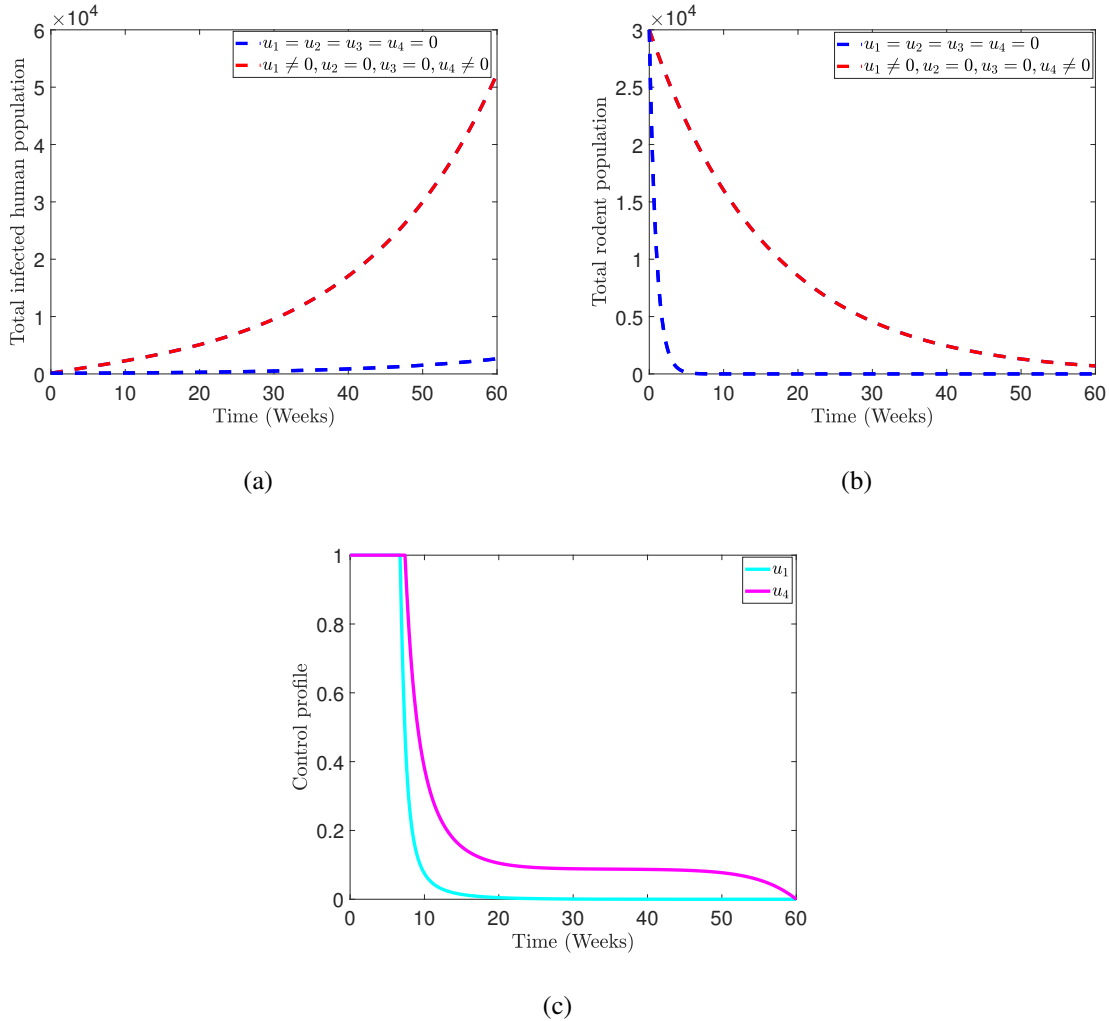 ×10⁴
6
5
4
3
2
1
0
0 10 20 30 40 50 60
Total infected human population
Time (Weeks)
u₁ = u₂ = u₃ = u₄ = 0
u₁ ≠ 0, u₂ = 0, u₃ = 0, u₄ ≠ 0
(a)
×10⁴
3
2.5
2
1.5
1
0.5
0
0 10 20 30 40 50 60
Total rodent population
Time (Weeks)
u₁ = u₂ = u₃ = u₄ = 0
u₁ ≠ 0, u₂ = 0, u₃ = 0, u₄ ≠ 0
(b)
1
0.8
0.6
0.4
0.2
0
0 10 20 30 40 50 60
Control profile
Time (Weeks)
u₁
u₄
(c)